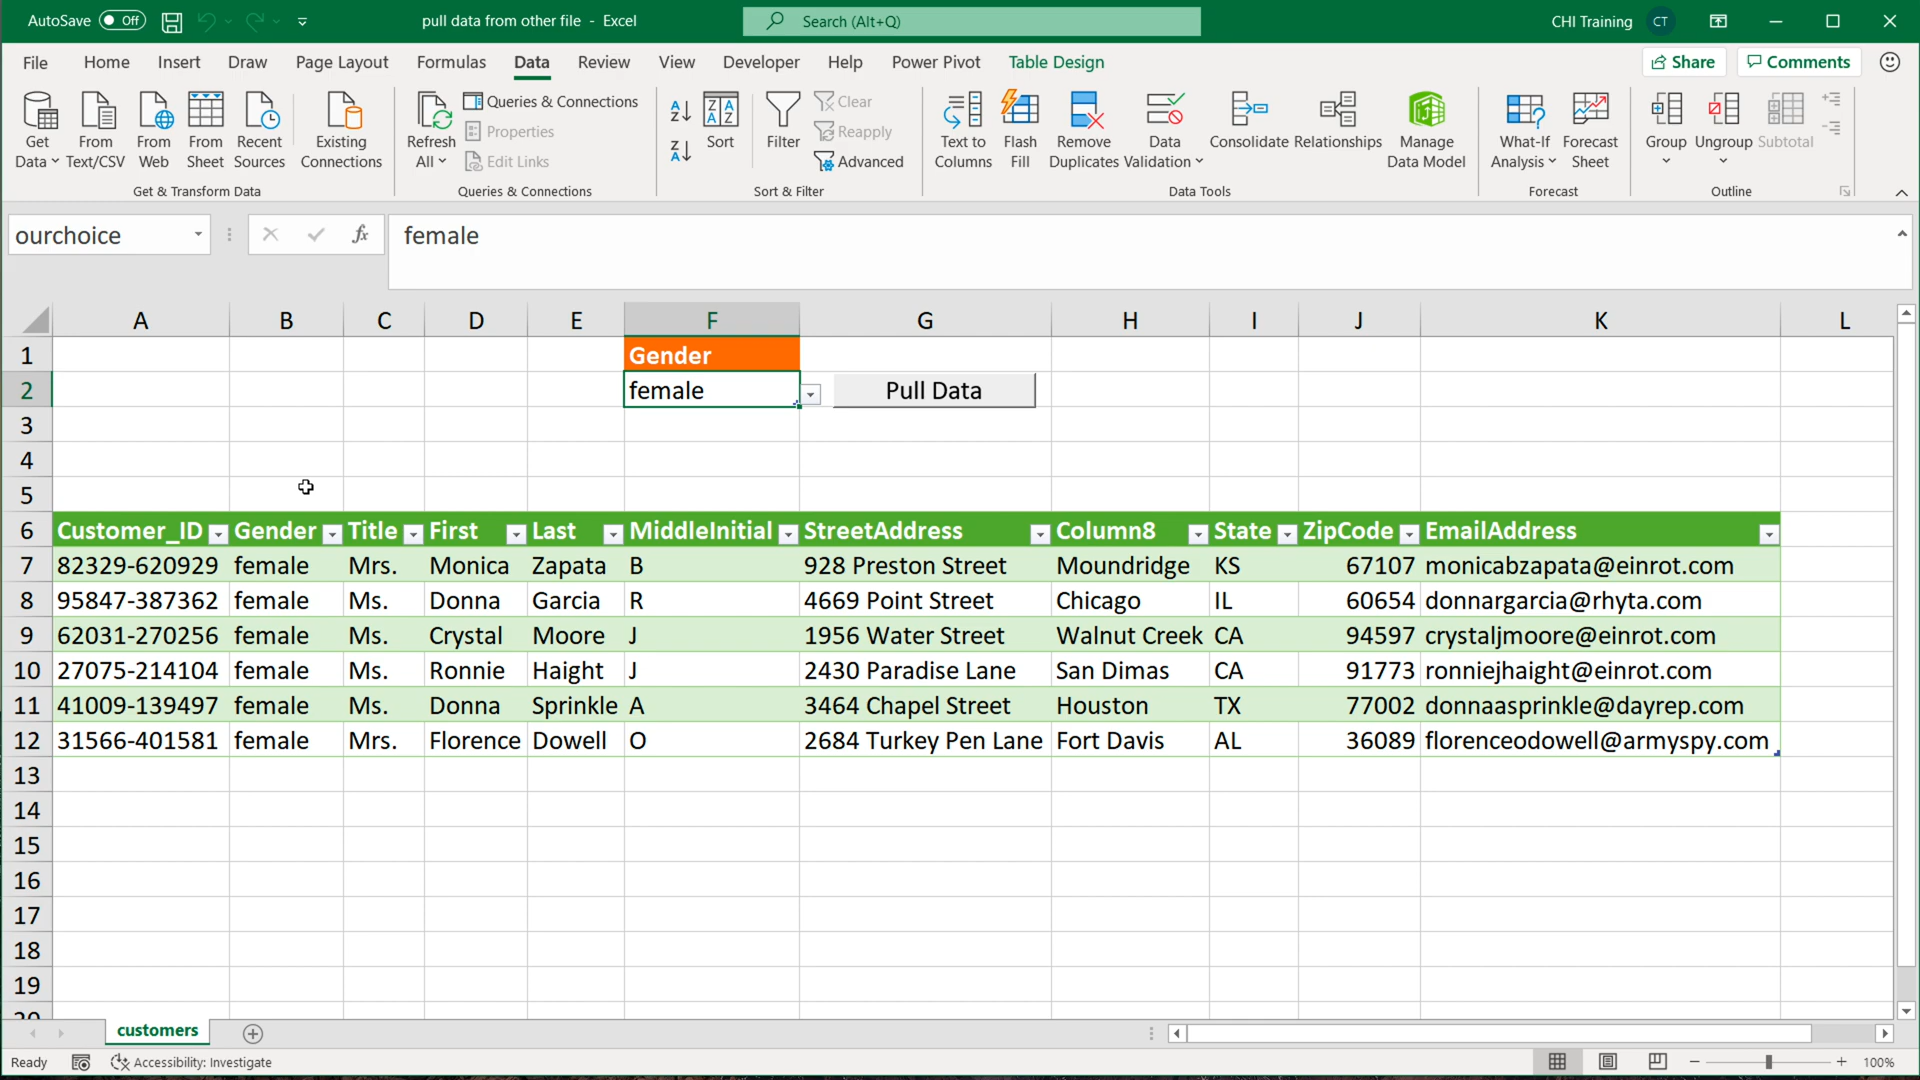 AutoSave Off
pull data from other file - Excel
Search (Alt+Q)
CHI Training CT
File Home Insert Draw Page Layout Formulas Data Review View Developer Help Power Pivot Table Design
Share Comments
Get Data
From Text/CSV
From Web
From Sheet
Recent Sources
Existing Connections
Get & Transform Data
Refresh All
Queries & Connections
Properties
Edit Links
Queries & Connections
Sort
Filter
Clear
Reapply
Advanced
Sort & Filter
Text to Columns
Flash Fill
Remove Duplicates
Data Validation
Consolidate
Relationships
Manage Data Model
Data Tools
What-If Analysis
Forecast Sheet
Forecast
Group
Ungroup
Subtotal
Outline
ourchoice fx female
A B C D E F G H I J K L
1 Gender
2 female Pull Data
3
4
5
6 Customer_ID Gender Title First Last MiddleInitial StreetAddress Column8 State ZipCode EmailAddress
7 82329-620929 female Mrs. Monica Zapata B 928 Preston Street Moundridge KS 67107 monicabzapata@einrot.com
8 95847-387362 female Ms. Donna Garcia R 4669 Point Street Chicago IL 60654 donnargarcia@rhyta.com
9 62031-270256 female Ms. Crystal Moore J 1956 Water Street Walnut Creek CA 94597 crystaljmoore@einrot.com
10 27075-214104 female Ms. Ronnie Haight J 2430 Paradise Lane San Dimas CA 91773 ronniejhaight@einrot.com
11 41009-139497 female Ms. Donna Sprinkle A 3464 Chapel Street Houston TX 77002 donnaasprinkle@dayrep.com
12 31566-401581 female Mrs. Florence Dowell O 2684 Turkey Pen Lane Fort Davis AL 36089 florenceodowell@armyspy.com
13
14
15
16
17
18
19
20
customers
Ready Accessibility: Investigate 100%